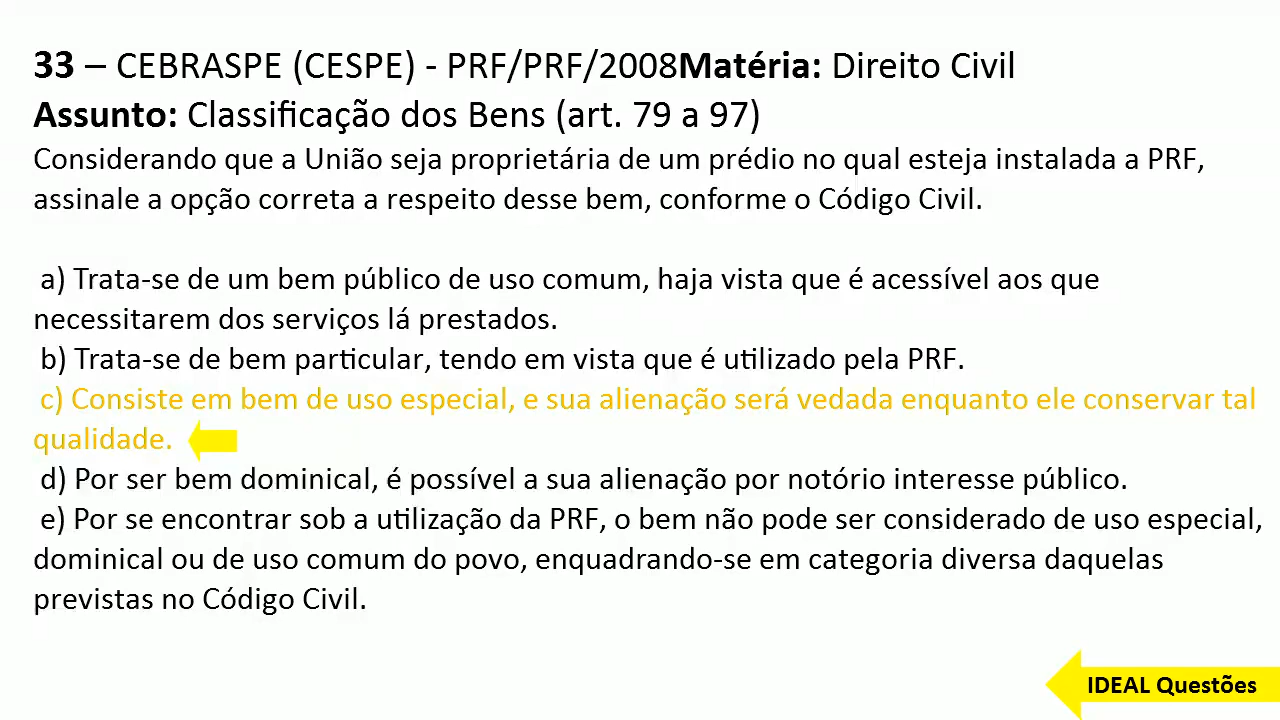 33 – CEBRASPE (CESPE) - PRF/PRF/2008Matéria: Direito Civil
Assunto: Classificação dos Bens (art. 79 a 97)
Considerando que a União seja proprietária de um prédio no qual esteja instalada a PRF,
assinale a opção correta a respeito desse bem, conforme o Código Civil.
a) Trata-se de um bem público de uso comum, haja vista que é acessível aos que
necessitarem dos serviços lá prestados.
b) Trata-se de bem particular, tendo em vista que é utilizado pela PRF.
c) Consiste em bem de uso especial, e sua alienação será vedada enquanto ele conservar tal
qualidade.
d) Por ser bem dominical, é possível a sua alienação por notório interesse público.
e) Por se encontrar sob a utilização da PRF, o bem não pode ser considerado de uso especial,
dominical ou de uso comum do povo, enquadrando-se em categoria diversa daquelas
previstas no Código Civil.
IDEAL Questões